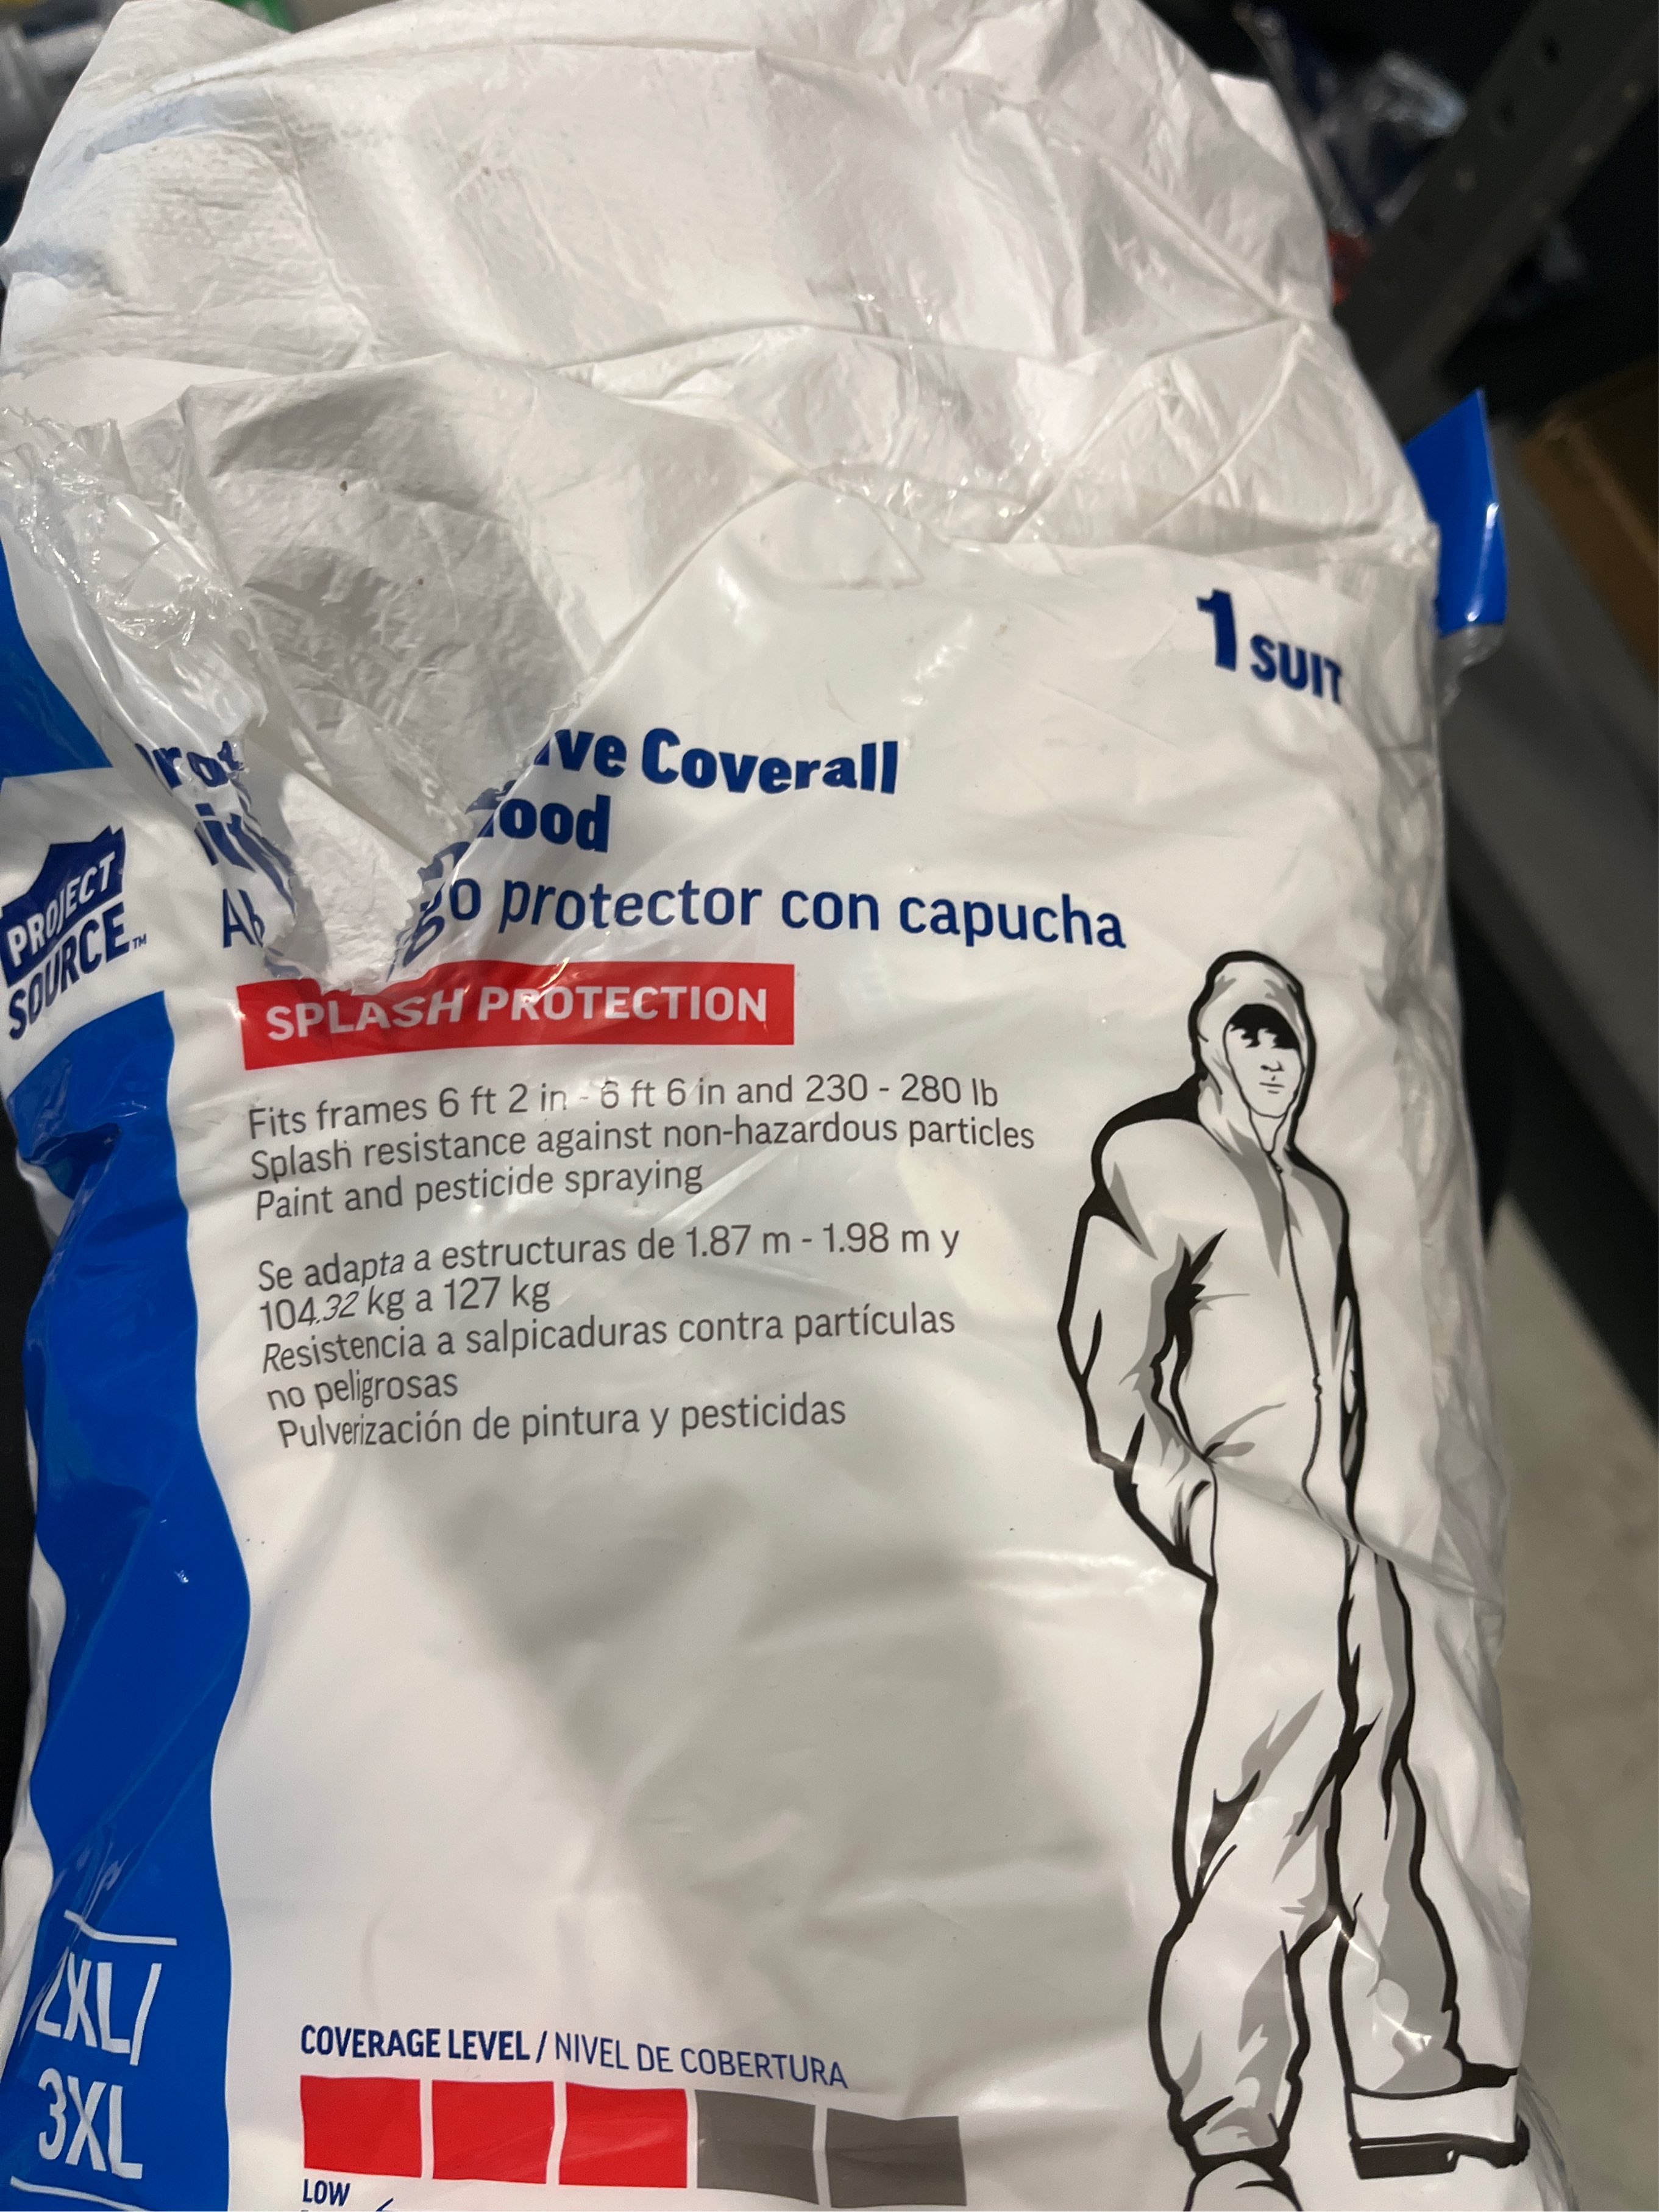 1 SUIT
Coverall
protector con capucha
PROJECT
SOURCE™
SPLASH PROTECTION
Fits frames 6 ft 2 in - 6 ft 6 in and 230 - 280 lb
Splash resistance against non-hazardous particles
Paint and pesticide spraying
Se adapta a estructuras de 1.87 m - 1.98 m y
104.32 kg a 127 kg
Resistencia a salpicaduras contra partículas
no peligrosas
Pulverización de pintura y pesticidas
2XL/
3XL
COVERAGE LEVEL / NIVEL DE COBERTURA
LOW